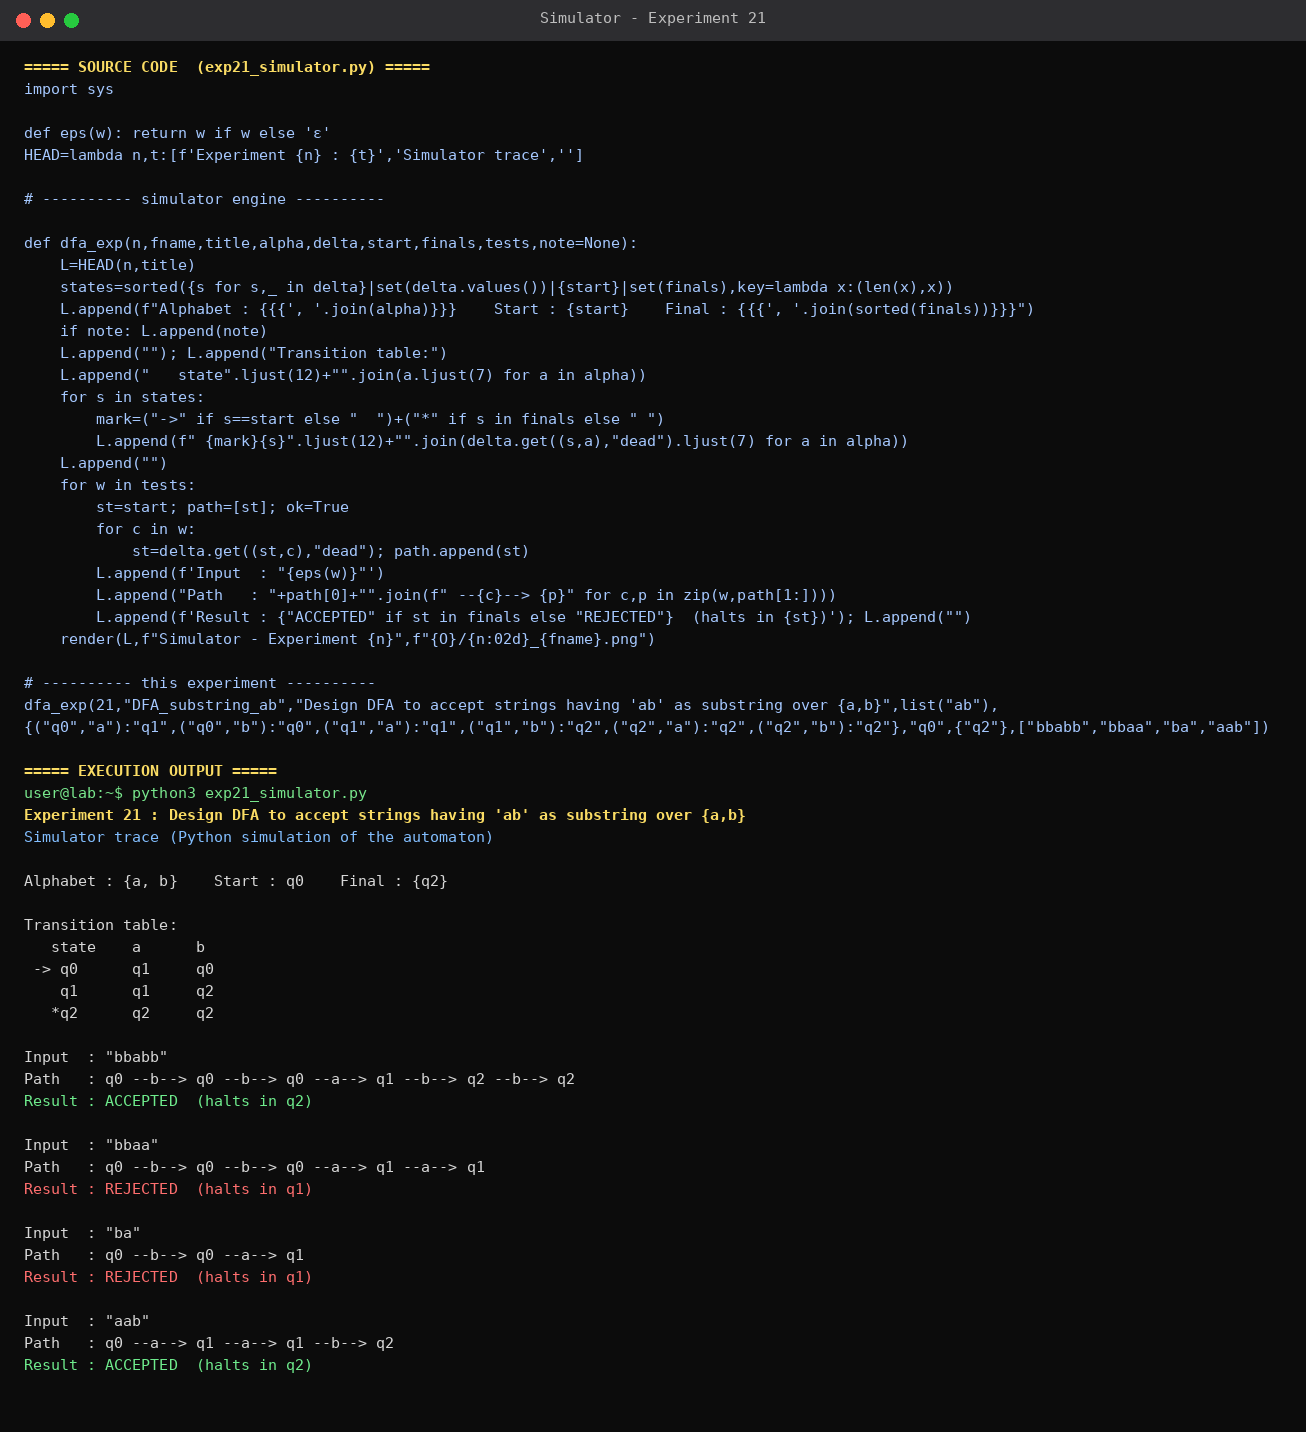 Simulator - Experiment 21
===== SOURCE CODE  (exp21_simulator.py) =====
import sys
def eps(w): return w if w else 'ε'
HEAD=lambda n,t:[f'Experiment {n} : {t}','Simulator trace','']
# ---------- simulator engine ----------
def dfa_exp(n,fname,title,alpha,delta,start,finals,tests,note=None):
    L=HEAD(n,title)
    states=sorted({s for s,_ in delta}|set(delta.values())|{start}|set(finals),key=lambda x:(len(x),x))
    L.append(f"Alphabet : {{{', '.join(alpha)}}}    Start : {start}    Final : {{{', '.join(sorted(finals))}}}")
    if note: L.append(note)
    L.append(""); L.append("Transition table:")
    L.append("   state".ljust(12)+"".join(a.ljust(7) for a in alpha))
    for s in states:
        mark=("->" if s==start else "  ")+("*" if s in finals else " ")
        L.append(f" {mark}{s}".ljust(12)+"".join(delta.get((s,a),"dead").ljust(7) for a in alpha))
    L.append("")
    for w in tests:
        st=start; path=[st]; ok=True
        for c in w:
            st=delta.get((st,c),"dead"); path.append(st)
        L.append(f'Input  : "{eps(w)}"')
        L.append("Path   : "+path[0]+"".join(f" --{c}--> {p}" for c,p in zip(w,path[1:])))
        L.append(f'Result : {"ACCEPTED" if st in finals else "REJECTED"}  (halts in {st})'); L.append("")
    render(L,f"Simulator - Experiment {n}",f"{O}/{n:02d}_{fname}.png")
# ---------- this experiment ----------
dfa_exp(21,"DFA_substring_ab","Design DFA to accept strings having 'ab' as substring over {a,b}",list("ab"),
{("q0","a"):"q1",("q0","b"):"q0",("q1","a"):"q1",("q1","b"):"q2",("q2","a"):"q2",("q2","b"):"q2"},"q0",{"q2"},["bbabb","bbaa","ba","aab"])
===== EXECUTION OUTPUT =====
user@lab:~$ python3 exp21_simulator.py
Experiment 21 : Design DFA to accept strings having 'ab' as substring over {a,b}
Simulator trace (Python simulation of the automaton)
Alphabet : {a, b}    Start : q0    Final : {q2}
Transition table:
   state    a      b
 -> q0      q1     q0
    q1      q1     q2
   *q2      q2     q2
Input  : "bbabb"
Path   : q0 --b--> q0 --b--> q0 --a--> q1 --b--> q2 --b--> q2
Result : ACCEPTED  (halts in q2)
Input  : "bbaa"
Path   : q0 --b--> q0 --b--> q0 --a--> q1 --a--> q1
Result : REJECTED  (halts in q1)
Input  : "ba"
Path   : q0 --b--> q0 --a--> q1
Result : REJECTED  (halts in q1)
Input  : "aab"
Path   : q0 --a--> q1 --a--> q1 --b--> q2
Result : ACCEPTED  (halts in q2)